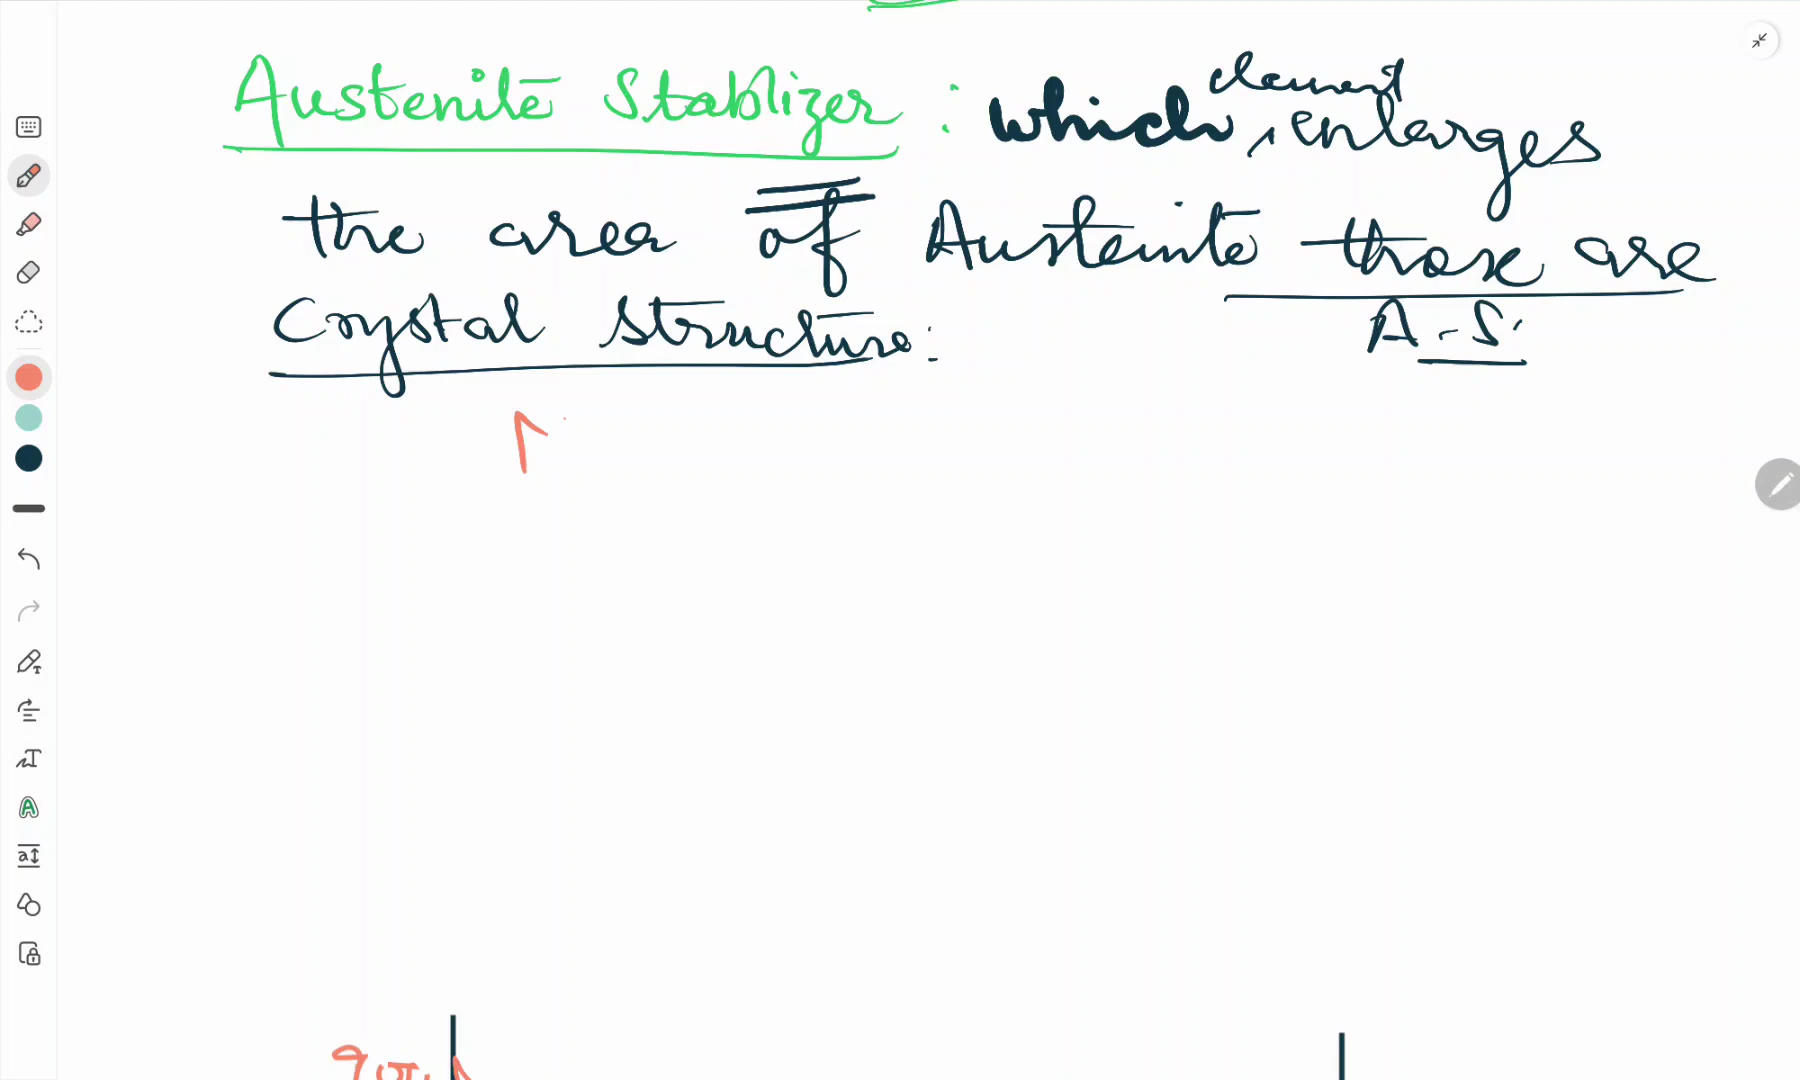 Austenite Stablizer : which element enlarges
the area of Austenite those are
A.S.
Crystal structure: